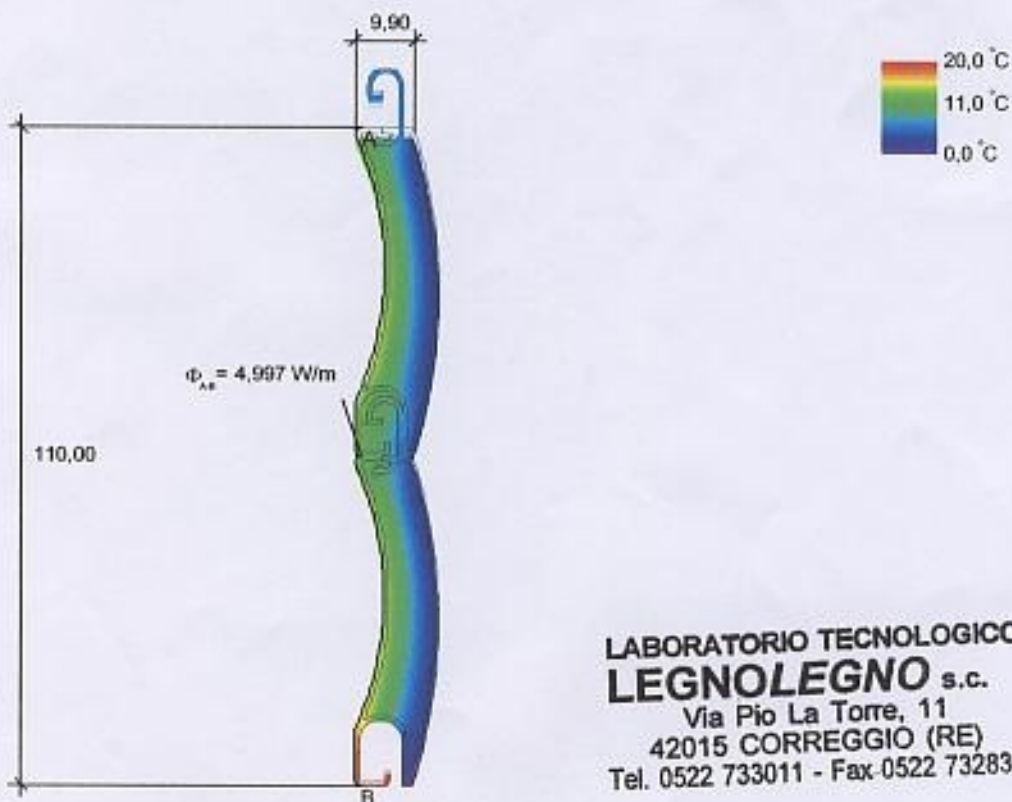 9,90
20,0 °C
11,0 °C
0,0 °C
A
Φ = 4,997 W/m
110,00
B
LABORATORIO TECNOLOGICO
LEGNOLEGNO s.c.
Via Pio La Torre, 11
42015 CORREGGIO (RE)
Tel. 0522 733011 - Fax 0522 73283